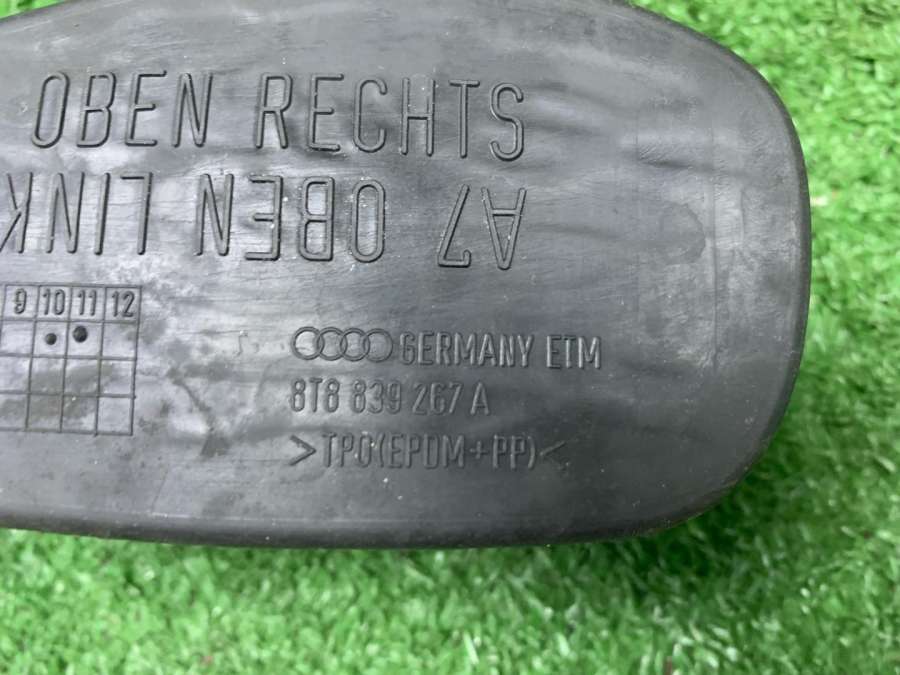 OBEN RECHTS
A7 OBEN LINK
9 10 11 12
GERMANY ETM
8T8 839 267 A
>TPO(EPDM+PP)<